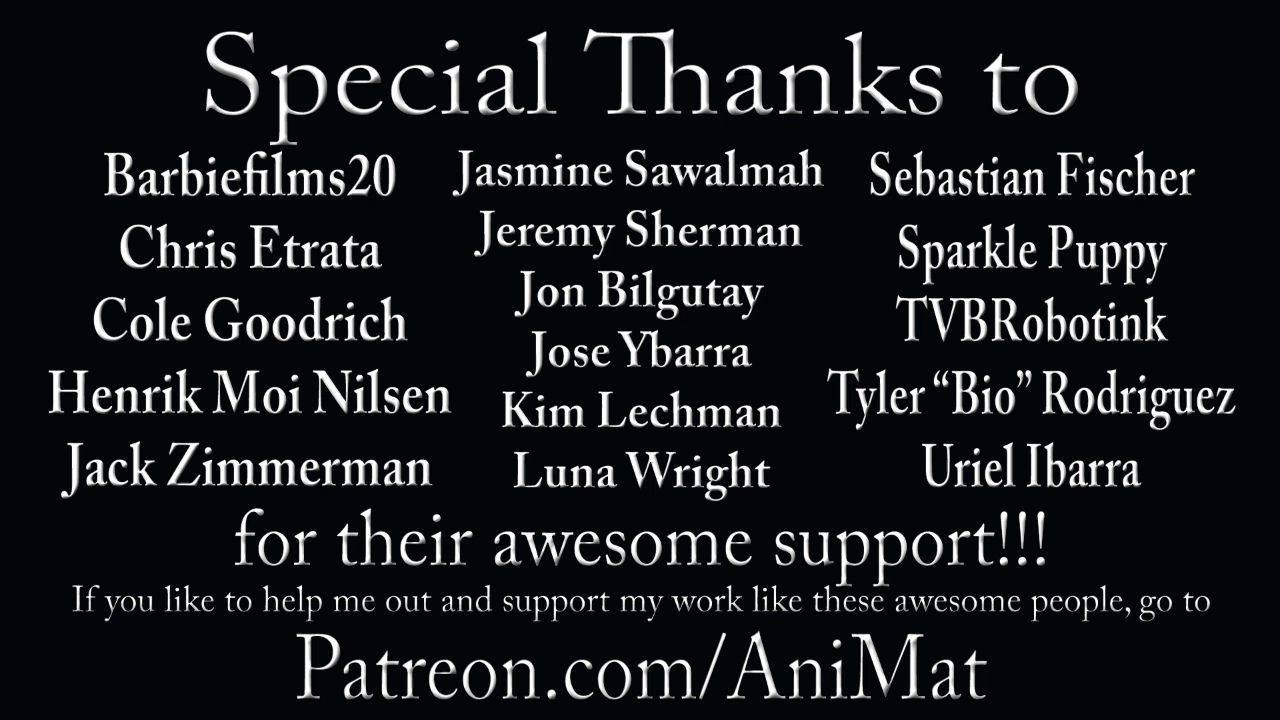 Special Thanks to
Barbiefilms20
Chris Etrata
Cole Goodrich
Henrik Moi Nilsen
Jack Zimmerman
Jasmine Sawalmah
Jeremy Sherman
Jon Bilgutay
Jose Ybarra
Kim Lechman
Luna Wright
Sebastian Fischer
Sparkle Puppy
TVBRobotink
Tyler “Bio” Rodriguez
Uriel Ibarra
for their awesome support!!!
If you like to help me out and support my work like these awesome people, go to
Patreon.com/AniMat